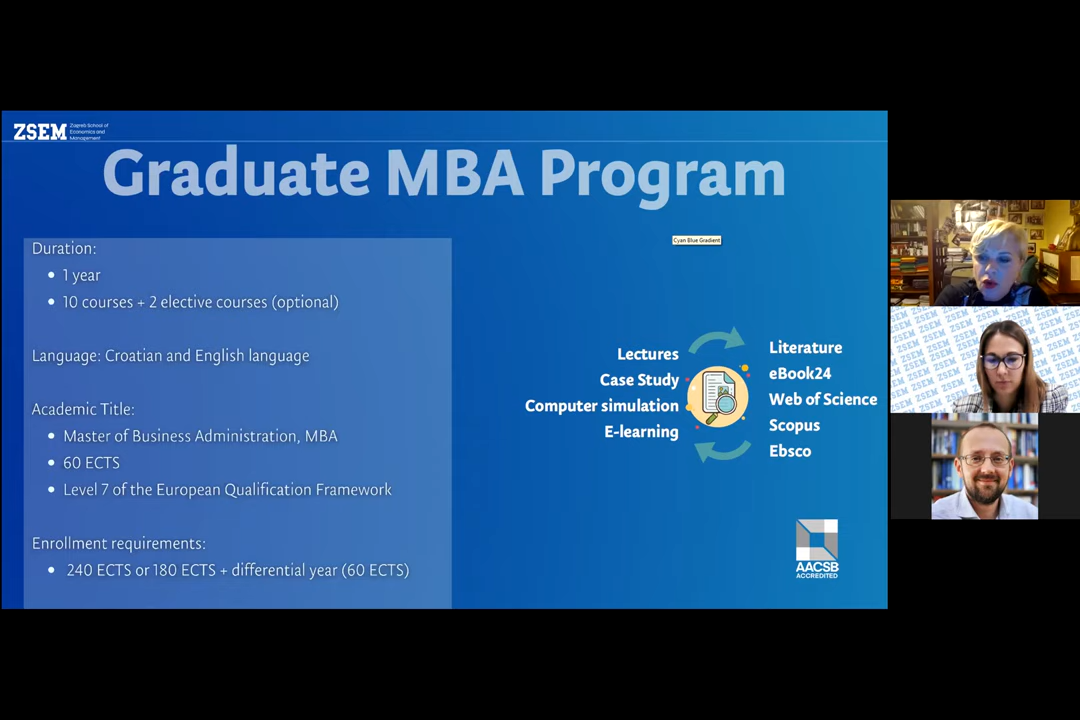 ZSEM
Zagreb School of
Economics and
Management
Graduate MBA Program
Cyan Blue Gradient
Duration:
• 1 year
• 10 courses + 2 elective courses (optional)
Language: Croatian and English language
Academic Title:
• Master of Business Administration, MBA
• 60 ECTS
• Level 7 of the European Qualification Framework
Enrollment requirements:
• 240 ECTS or 180 ECTS + differential year (60 ECTS)
Lectures
Case Study
Computer simulation
E-learning
Literature
eBook24
Web of Science
Scopus
Ebsco
AACSB
ACCREDITED
ZSEM ZSEM ZSEM